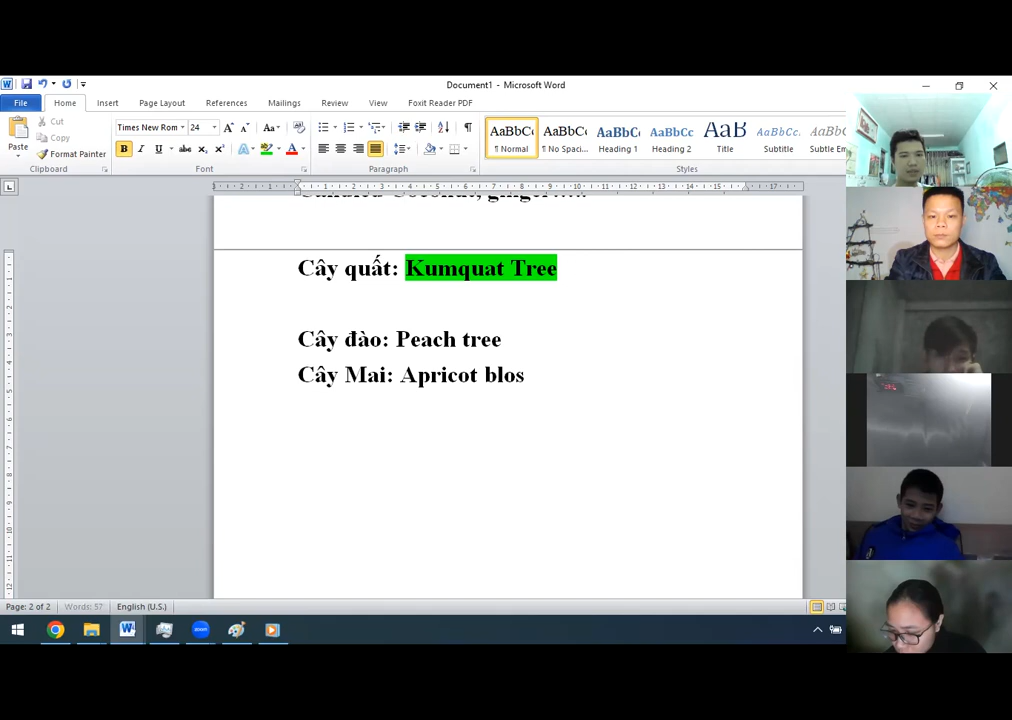 Document1 - Microsoft Word
File Home Insert Page Layout References Mailings Review View Foxit Reader PDF
Paste
Cut
Copy
Format Painter
Clipboard
Times New Rom 24
Font
Paragraph
AaBbCc Normal
AaBbCc No Spaci...
AaBbC Heading 1
AaBbCc Heading 2
AaB Title
AaBbCc. Subtitle
AaBbCc Subtle Em
Styles
Cây quất: Kumquat Tree
Cây đào: Peach tree
Cây Mai: Apricot blos
Page: 2 of 2 Words: 57 English (U.S.)
zoom